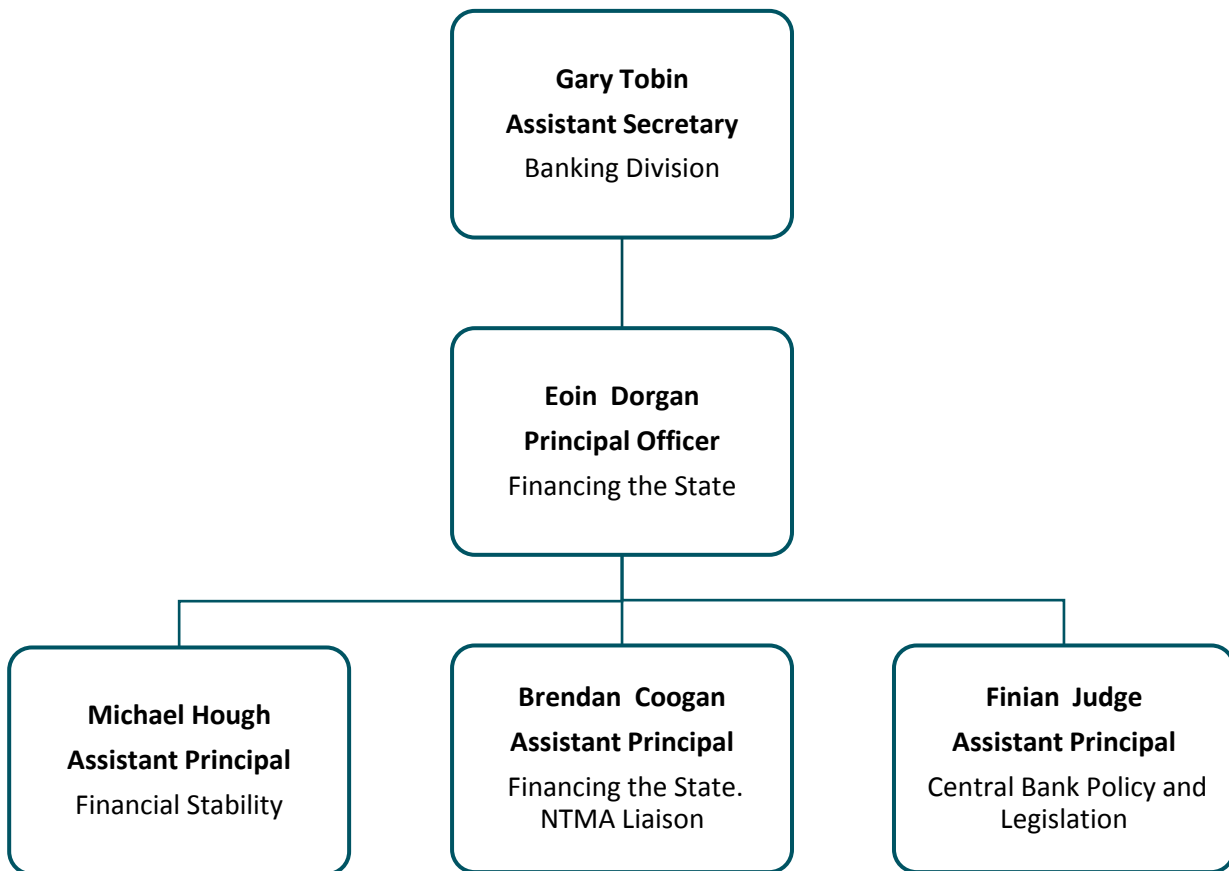 Gary Tobin
Assistant Secretary
Banking Division
Eoin Dorgan
Principal Officer
Financing the State
Michael Hough
Assistant Principal
Financial Stability
Brendan Coogan
Assistant Principal
Financing the State.
NTMA Liaison
Finian Judge
Assistant Principal
Central Bank Policy and
Legislation